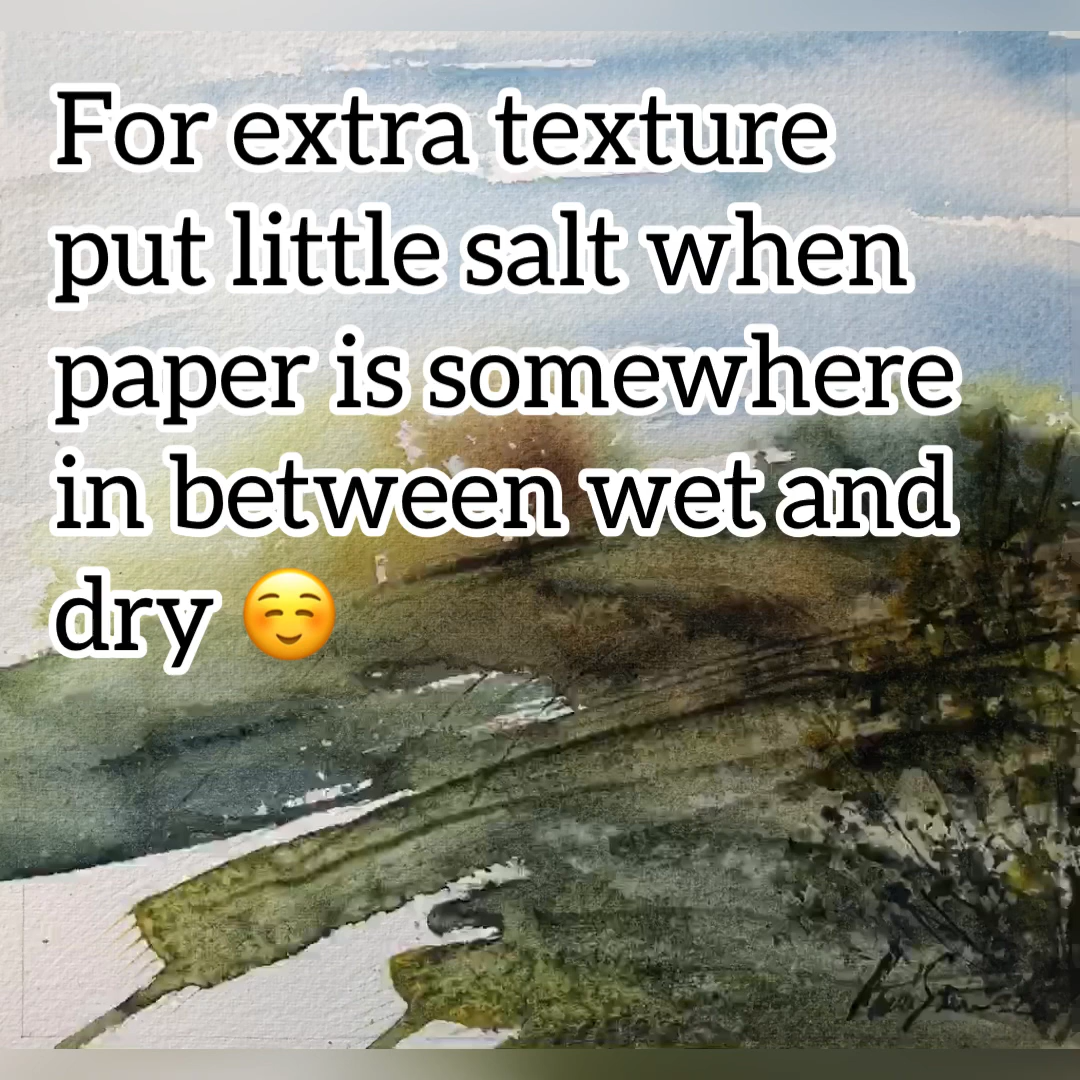 For extra texture
put little salt when
paper is somewhere
in between wet and
dry ☺️